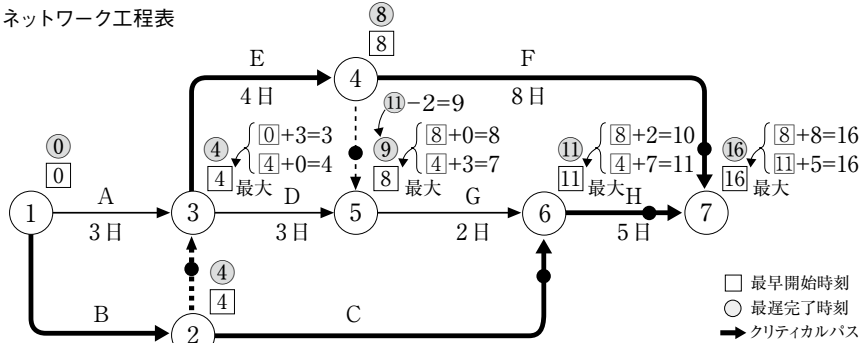 ネットワーク工程表
⑧
8
E
4
F
4日
⑪−2=9
8日
0+3=3
4+0=4
④
4
最大
8+0=8
4+3=7
⑨
8
最大
8+2=10
4+7=11
⑪
11
最大
8+8=16
11+5=16
⑯
16
最大
⓪
0
1
A
3日
3
D
3日
5
G
2日
6
H
5日
7
④
4
B
2
C
最早開始時刻
最遅完了時刻
クリティカルパス